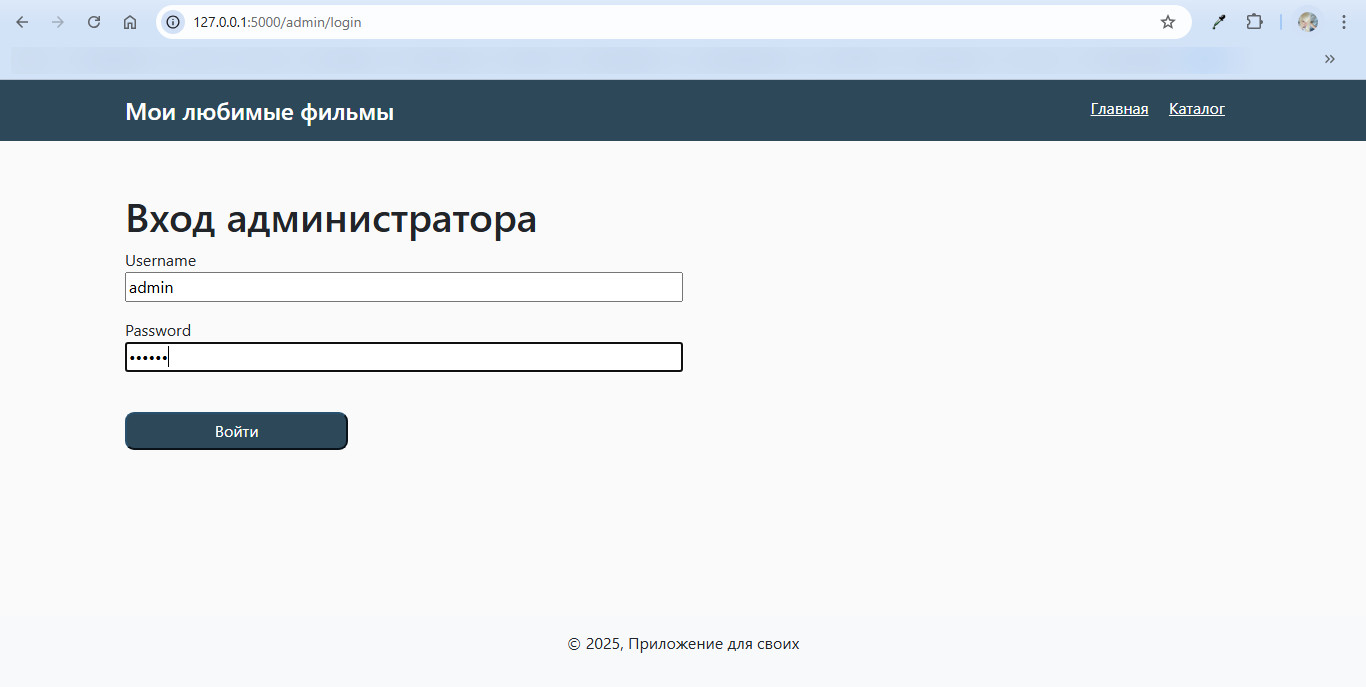 127.0.0.1:5000/admin/login
Мои любимые фильмы
Главная Каталог
Вход администратора
Username
admin
Password
••••••
Войти
© 2025, Приложение для своих